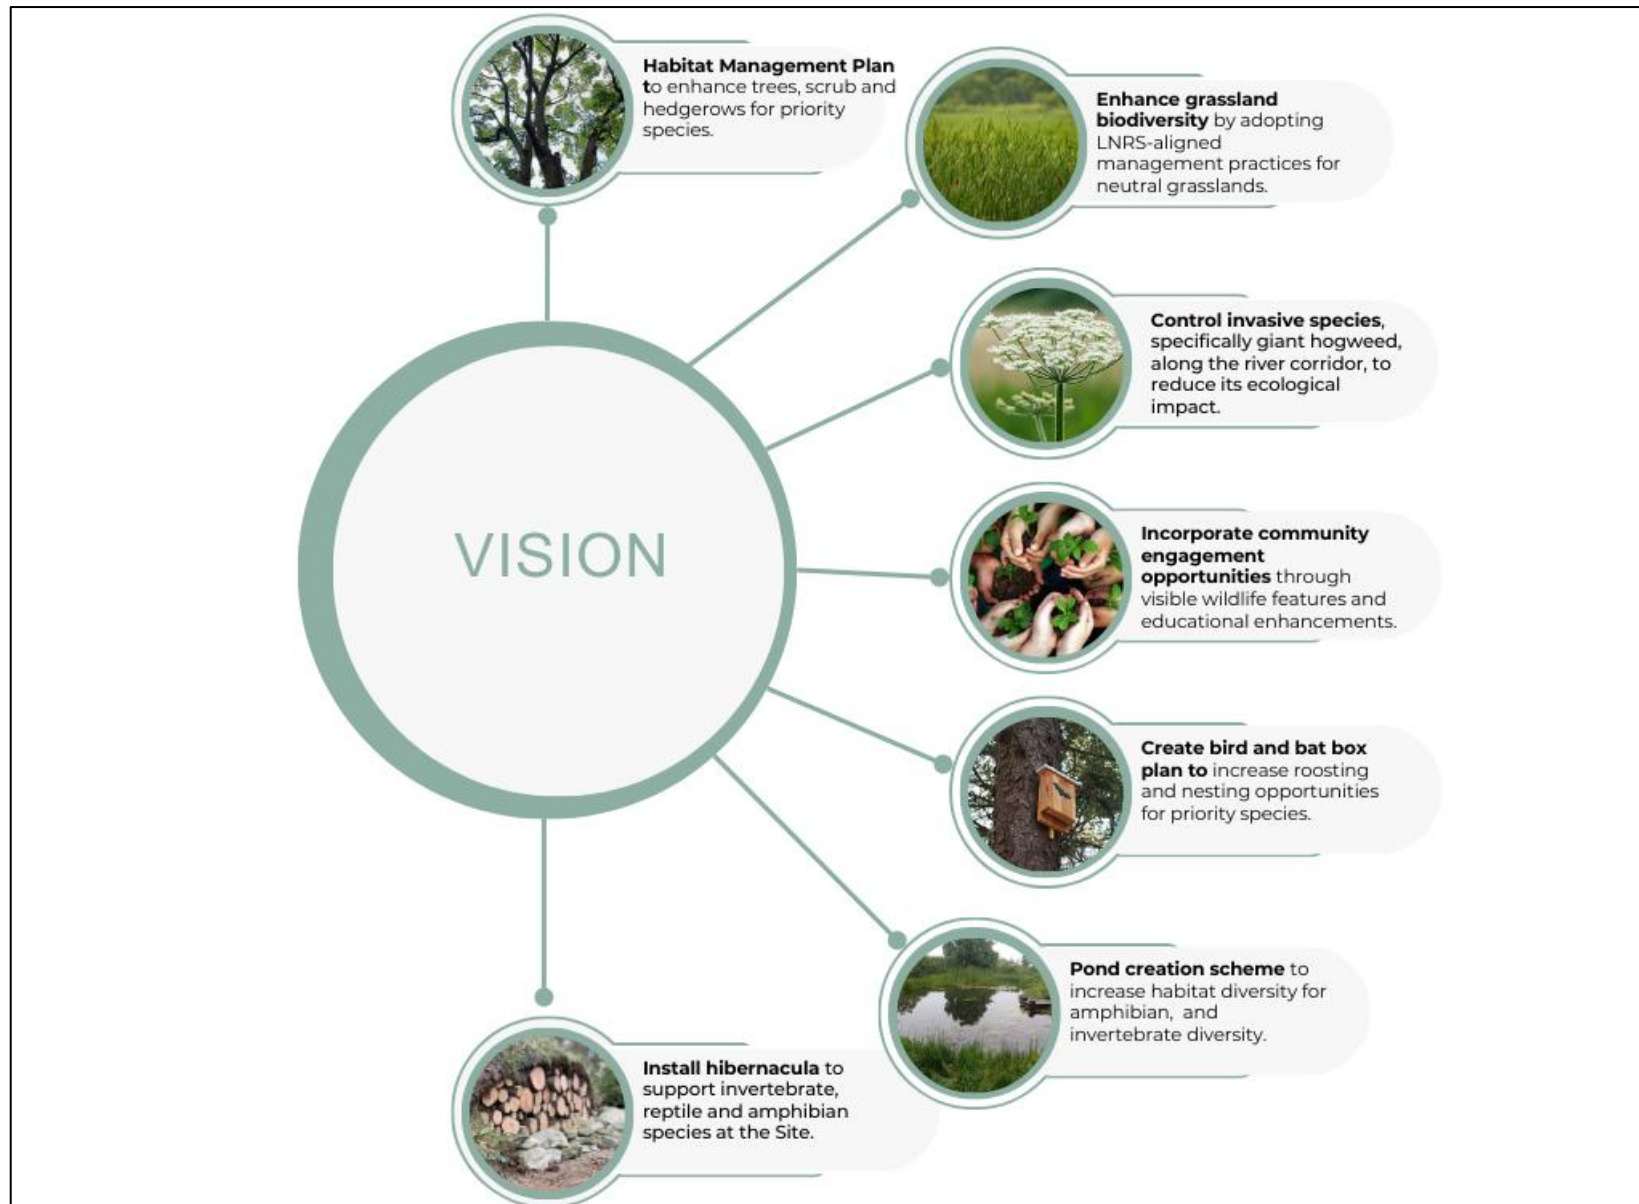 Habitat Management Plan
to enhance trees, scrub and
hedgerows for priority
species.
Enhance grassland
biodiversity by adopting
LNRS-aligned
management practices for
neutral grasslands.
Control invasive species,
specifically giant hogweed,
along the river corridor, to
reduce its ecological
impact.
VISION
Incorporate community
engagement
opportunities through
visible wildlife features and
educational enhancements.
Create bird and bat box
plan to increase roosting
and nesting opportunities
for priority species.
Pond creation scheme to
increase habitat diversity for
amphibian, and
invertebrate diversity.
Install hibernacula to
support invertebrate,
reptile and amphibian
species at the Site.